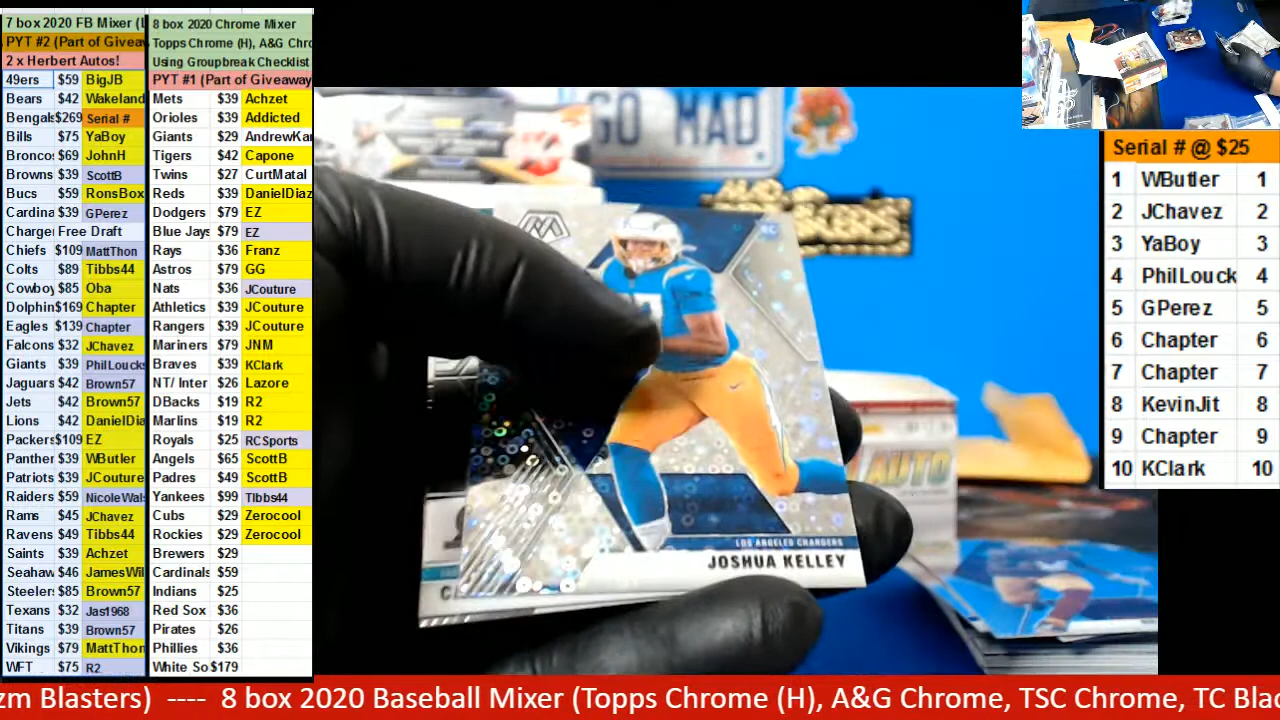 7 box 2020 FB Mixer (L
PYT #2 (Part of Giveaw
2 x Herbert Autos!
49ers $59 BigJB
Bears $42 Wakeland
Bengals $269 Serial #
Bills $75 YaBoy
Broncos $69 JohnH
Browns $39 ScottB
Bucs $59 RonsBox
Cardina $39 GPerez
Charger Free Draft
Chiefs $109 MattThon
Colts $89 Tibbs44
Cowboy $85 Oba
Dolphin $169 Chapter
Eagles $139 Chapter
Falcons $32 JChavez
Giants $39 PhilLoucks
Jaguars $42 Brown57
Jets $42 Brown57
Lions $42 DanielDia
Packers $109 EZ
Panther $39 WButler
Patriots $39 JCouture
Raiders $59 NicoleWals
Rams $45 JChavez
Ravens $49 Tibbs44
Saints $39 Achzet
Seahaw $46 JamesWil
Steelers $85 Brown57
Texans $32 Jas1968
Titans $39 Brown57
Vikings $79 MattThon
WFT $75 R2
8 box 2020 Chrome Mixer
Topps Chrome (H), A&G Chro
Using Groupbreak Checklist
PYT #1 (Part of Giveaway
Mets $39 Achzet
Orioles $39 Addicted
Giants $29 AndrewKar
Tigers $42 Capone
Twins $27 CurtMatal
Reds $39 DanielDiaz
Dodgers $79 EZ
Blue Jays $79 EZ
Rays $36 Franz
Astros $79 GG
Nats $36 JCouture
Athletics $39 JCouture
Rangers $39 JCouture
Mariners $79 JNM
Braves $39 KClark
NT/ Inter $26 Lazore
DBacks $19 R2
Marlins $19 R2
Royals $25 RCSports
Angels $65 ScottB
Padres $49 ScottB
Yankees $99 TIbbs44
Cubs $29 Zerocool
Rockies $29 Zerocool
Brewers $29
Cardinals $59
Indians $25
Red Sox $36
Pirates $26
Phillies $36
White So $179
GO MAD
RC
AUTO
LOS ANGELES CHARGERS
JOSHUA KELLEY
Serial # @ $25
1 WButler 1
2 JChavez 2
3 YaBoy 3
4 PhilLouck 4
5 GPerez 5
6 Chapter 6
7 Chapter 7
8 KevinJit 8
9 Chapter 9
10 KClark 10
zm Blasters) ---- 8 box 2020 Baseball Mixer (Topps Chrome (H), A&G Chrome, TSC Chrome, TC Blac